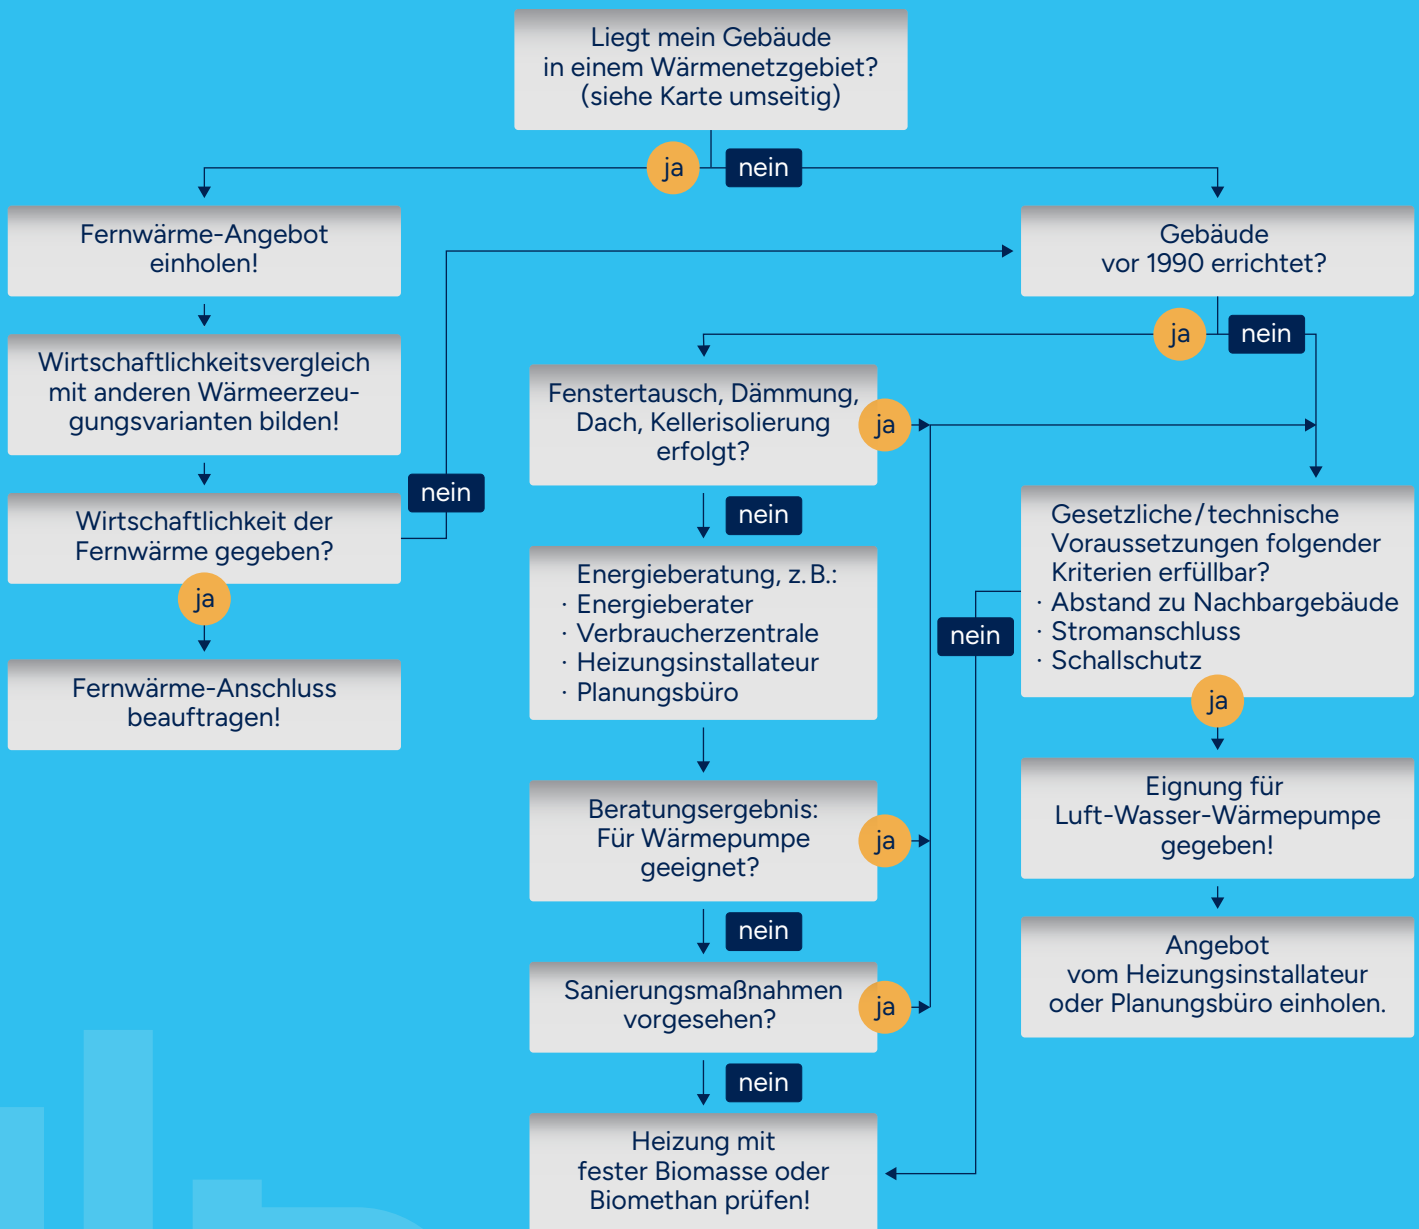 Liegt mein Gebäude
in einem Wärmenetzgebiet?
(siehe Karte umseitig)
ja
nein
Fernwärme-Angebot
einholen!
Wirtschaftlichkeitsvergleich
mit anderen Wärmeerzeu-
gungsvarianten bilden!
Wirtschaftlichkeit der
Fernwärme gegeben?
nein
ja
Fernwärme-Anschluss
beauftragen!
Gebäude
vor 1990 errichtet?
ja
nein
Fenstertausch, Dämmung,
Dach, Kellerisolierung
erfolgt?
ja
nein
Energieberatung, z. B.:
· Energieberater
· Verbraucherzentrale
· Heizungsinstallateur
· Planungsbüro
Beratungsergebnis:
Für Wärmepumpe
geeignet?
ja
nein
Sanierungsmaßnahmen
vorgesehen?
ja
nein
Heizung mit
fester Biomasse oder
Biomethan prüfen!
Gesetzliche/technische
Voraussetzungen folgender
Kriterien erfüllbar?
· Abstand zu Nachbargebäude
· Stromanschluss
· Schallschutz
nein
ja
Eignung für
Luft-Wasser-Wärmepumpe
gegeben!
Angebot
vom Heizungsinstallateur
oder Planungsbüro einholen.